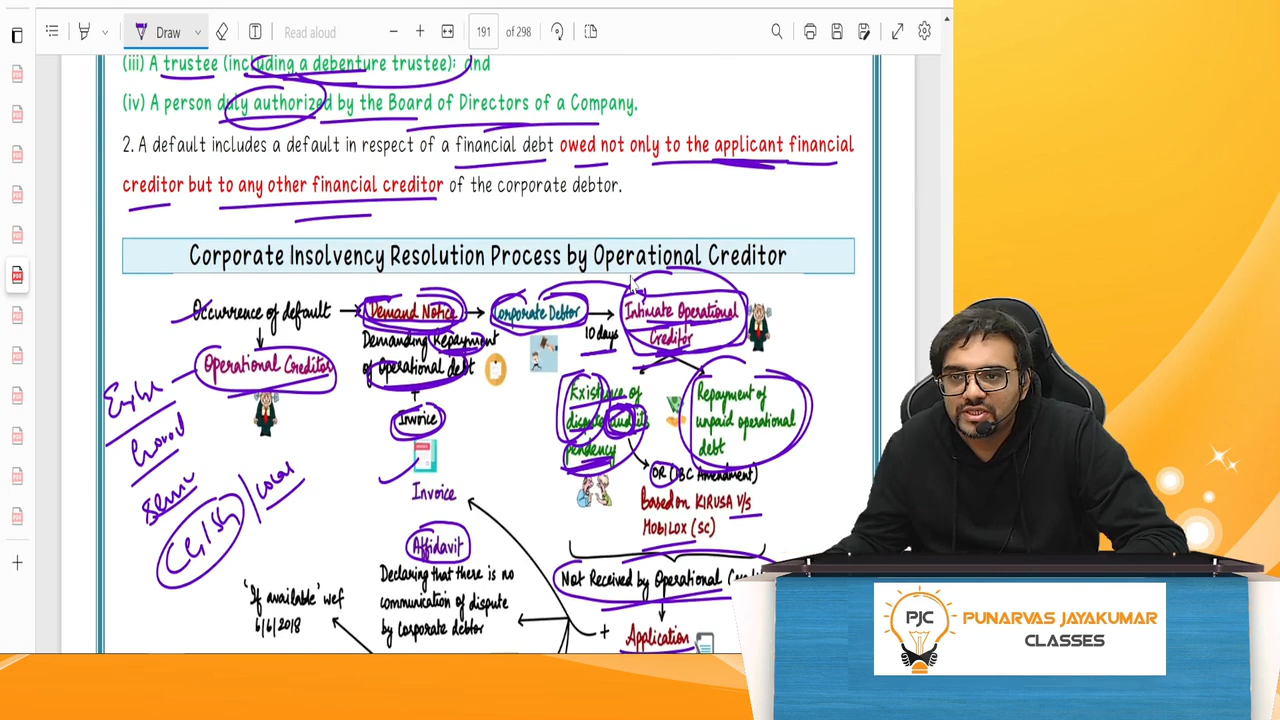 Draw
Read aloud
191
of 298
(iii) A trustee (including a debenture trustee): and
(iv) A person duly authorized by the Board of Directors of a Company.
2. A default includes a default in respect of a financial debt owed not only to the applicant financial
creditor but to any other financial creditor of the corporate debtor.
Corporate Insolvency Resolution Process by Operational Creditor
Occurrence of default
Demand Notice
Corporate Debtor
Intimate Operational
Creditor
10 days
Demanding Repayment
of Operational debt
+
Invoice
Invoice
Operational Creditor
Existence of
dispute and its
pendency
Repayment of
unpaid operational
debt
OR (IBC Amendment)
Based on KIRUSA V/S
MOBILOX (SC)
Affidavit
Declaring that there is no
communication of dispute
by corporate debtor
'If available' wef
6/6/2018
Not Received by Operational
+
Application
PJC
PUNARVAS JAYAKUMAR
CLASSES